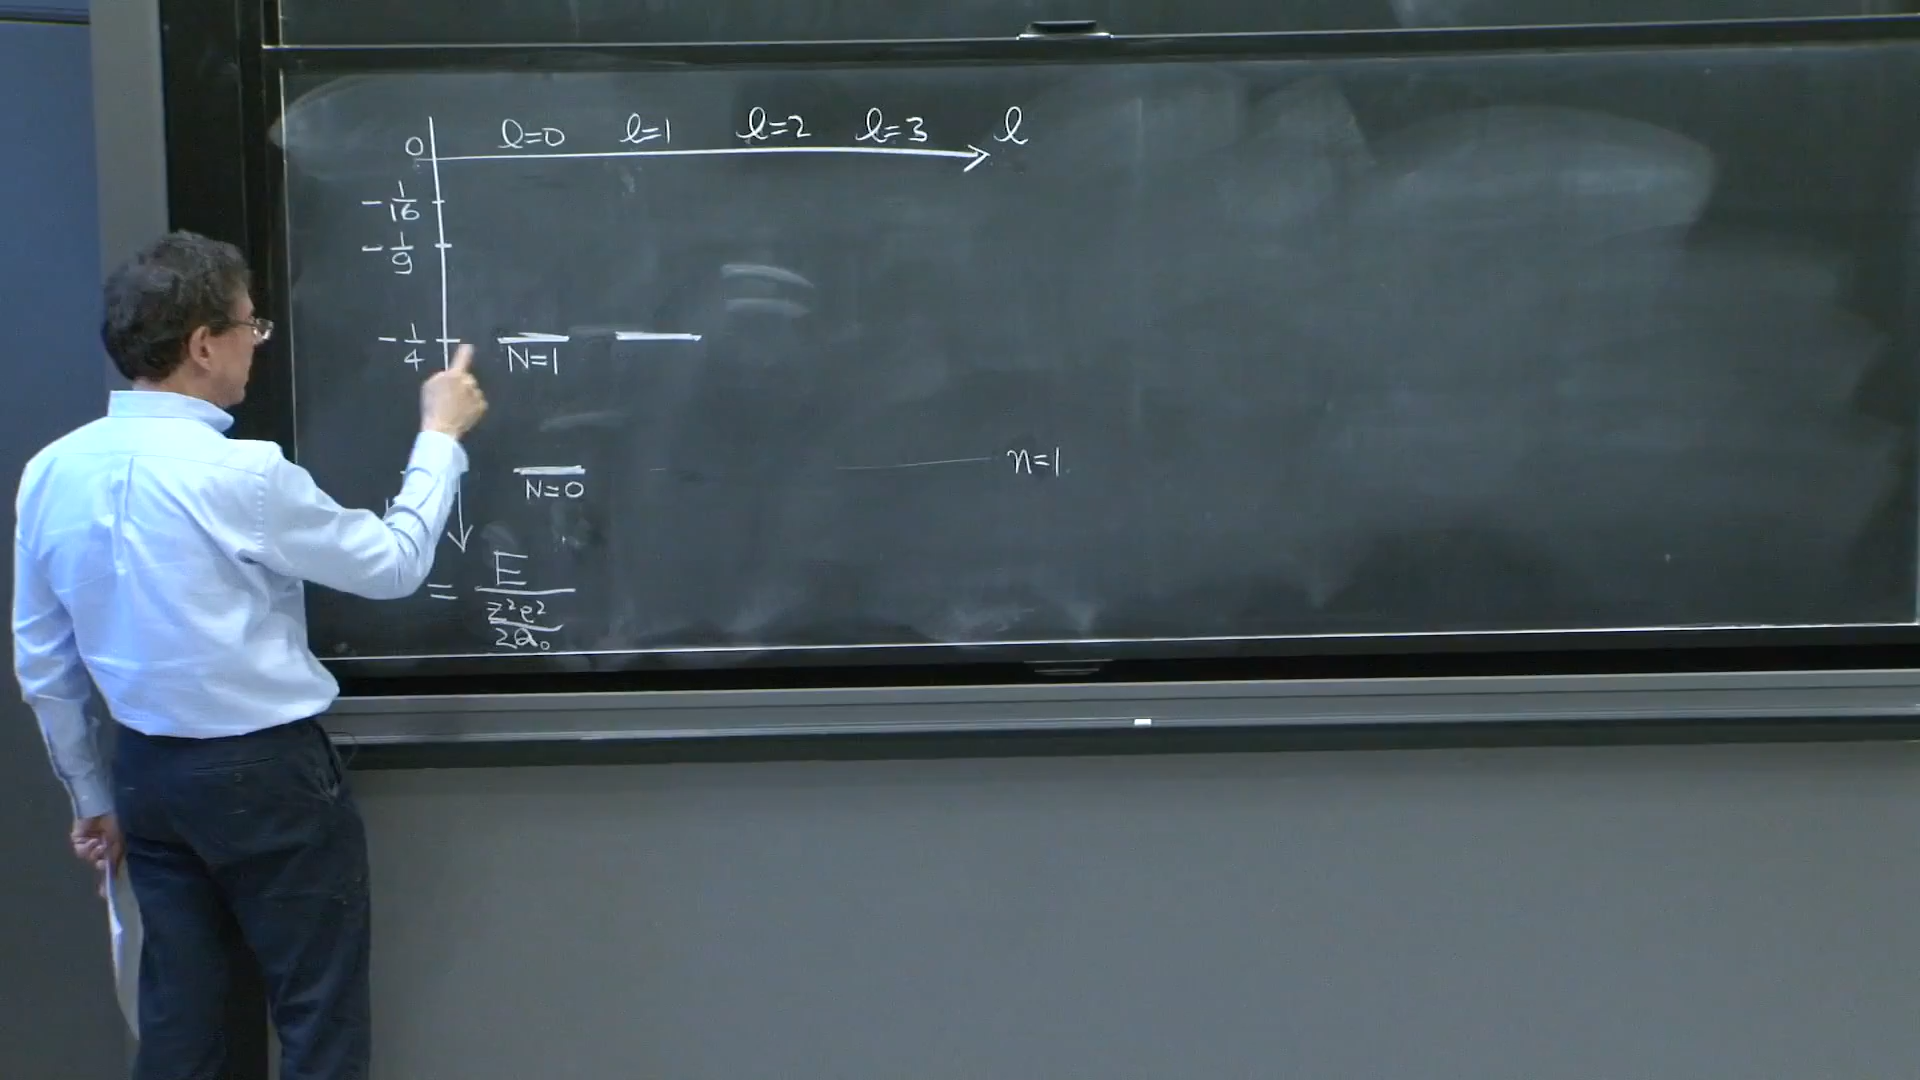 0 l=0 l=1 l=2 l=3 l
-1/16
-1/9
-1/4
N=1
n=1
N=0
= E / (Z²e² / 2a₀)